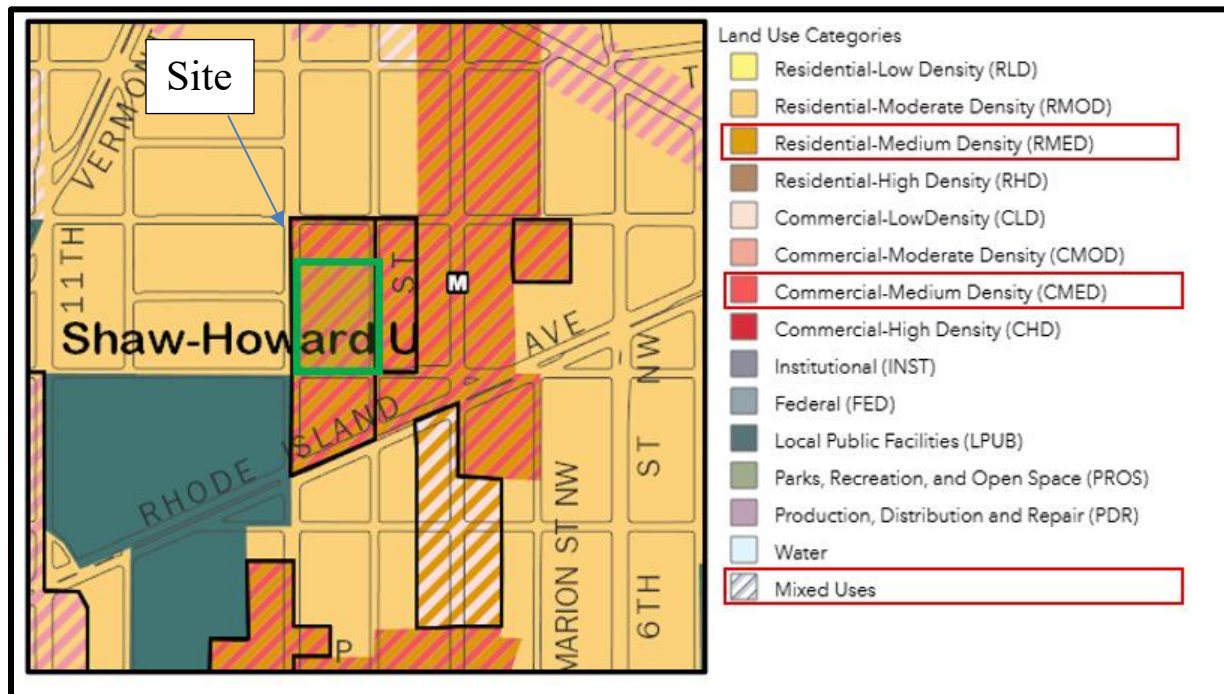 Site
VERMONT
11TH
T
ST
M
Shaw-Howard U
AVE
RHODE ISLAND
NW
ST
MARION ST NW
6TH
P
Land Use Categories
Residential-Low Density (RLD)
Residential-Moderate Density (RMOD)
Residential-Medium Density (RMED)
Residential-High Density (RHD)
Commercial-LowDensity (CLD)
Commercial-Moderate Density (CMOD)
Commercial-Medium Density (CMED)
Commercial-High Density (CHD)
Institutional (INST)
Federal (FED)
Local Public Facilities (LPUB)
Parks, Recreation, and Open Space (PROS)
Production, Distribution and Repair (PDR)
Water
Mixed Uses